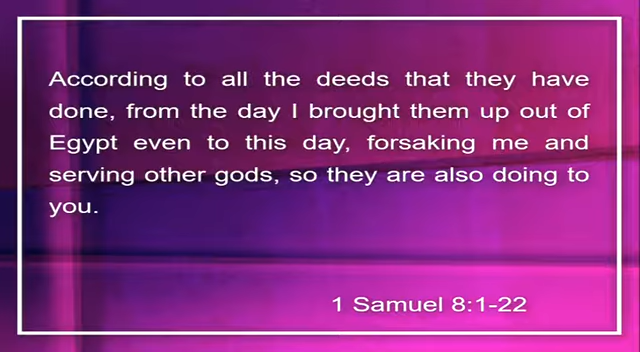 According to all the deeds that they have
done, from the day I brought them up out of
Egypt even to this day, forsaking me and
serving other gods, so they are also doing to
you.
1 Samuel 8:1-22